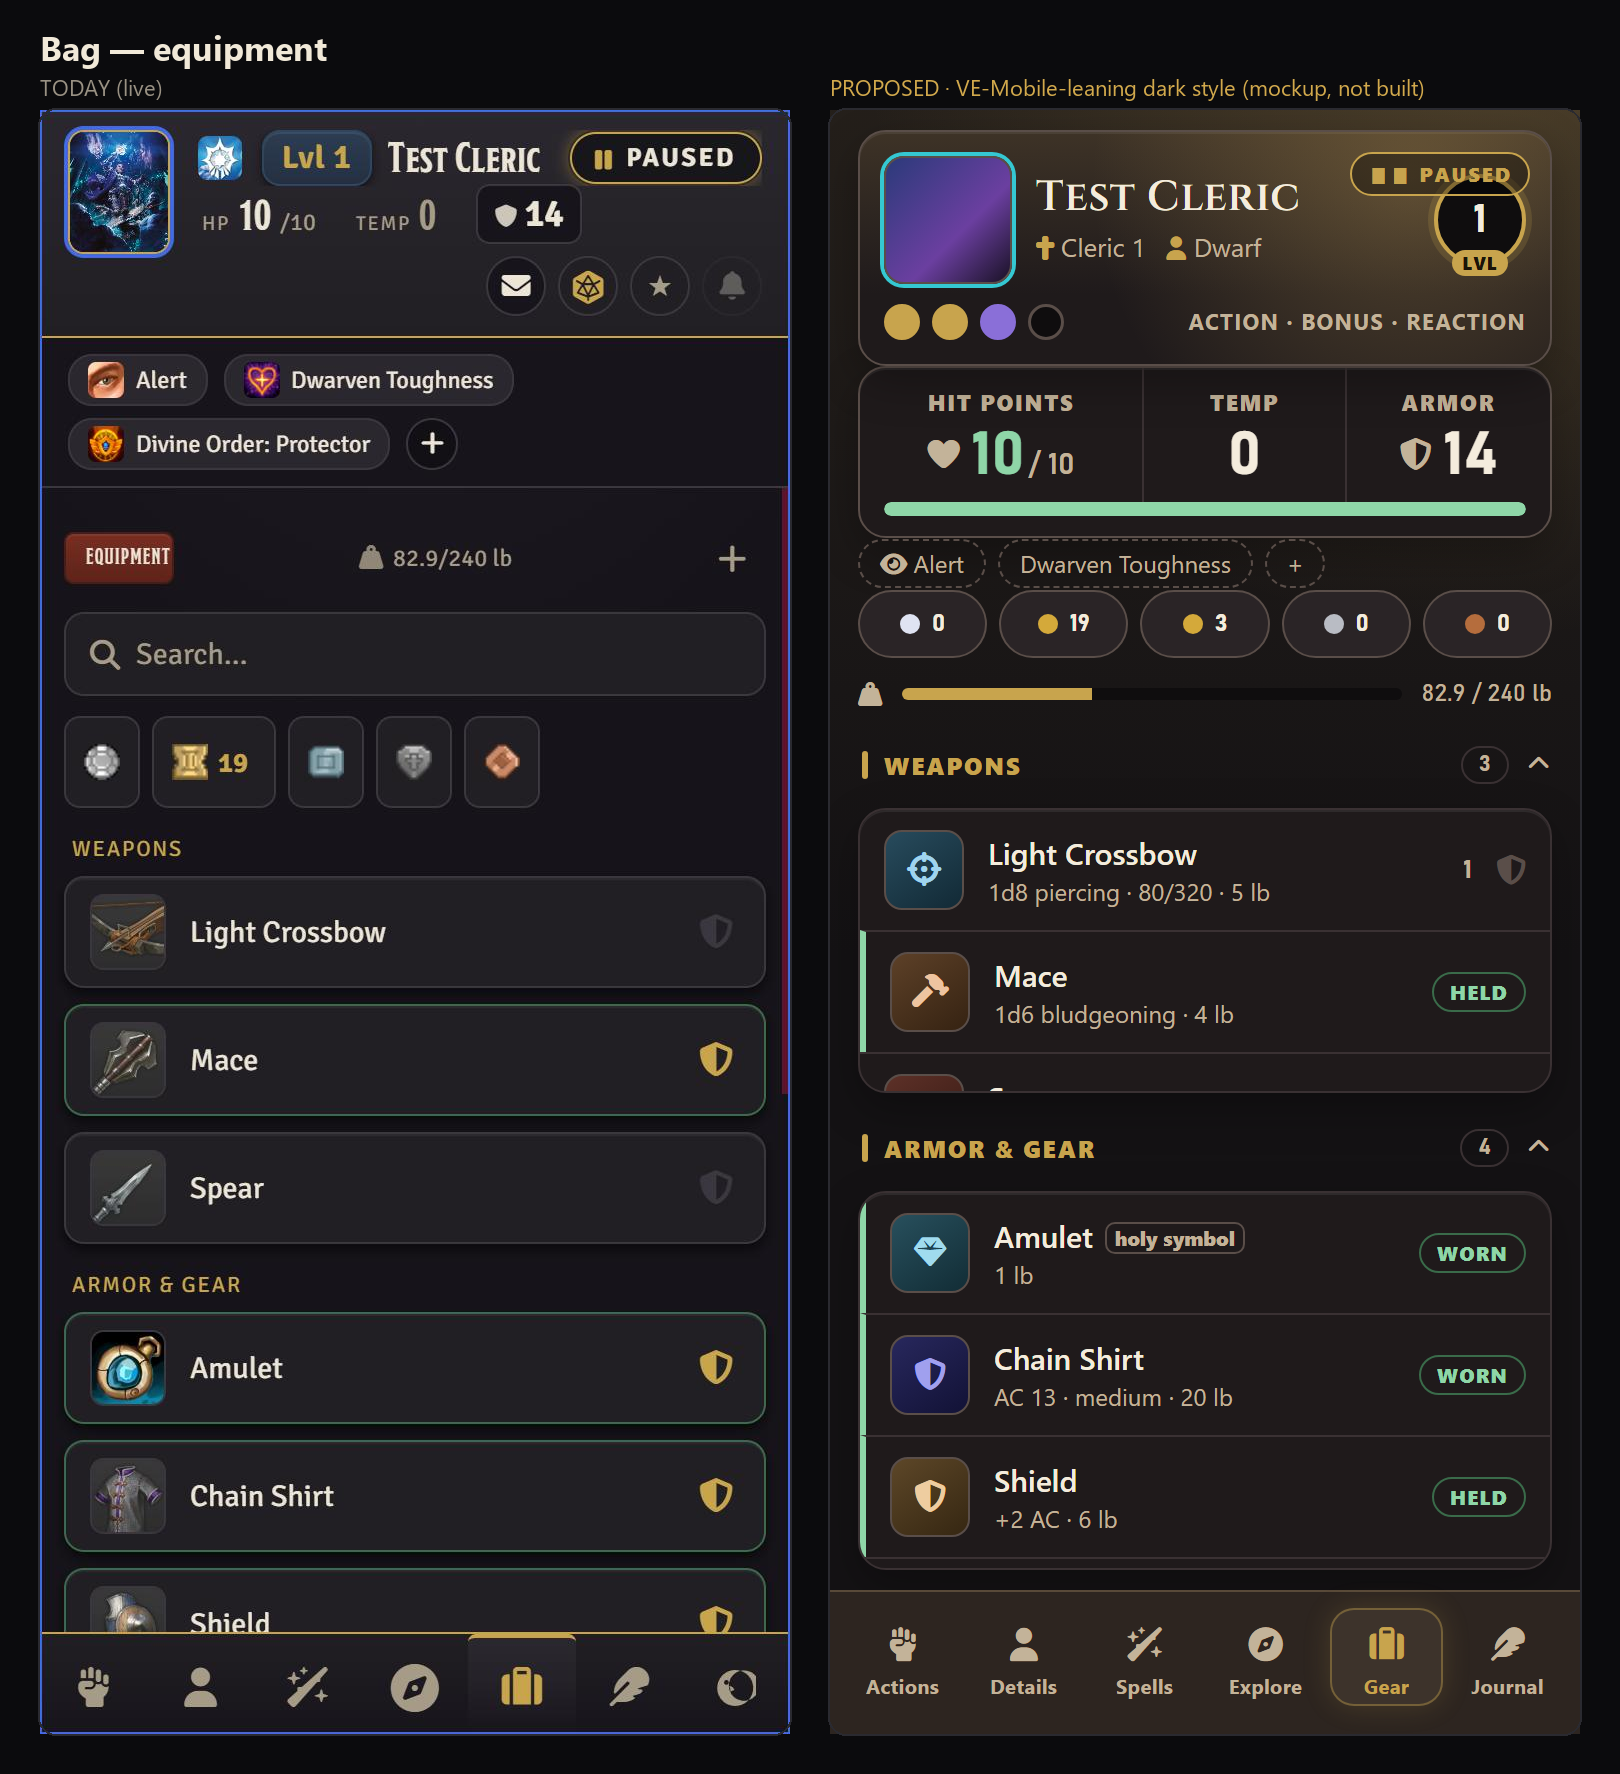 Bag — equipment
TODAY (live)
Lvl 1
TEST CLERIC
PAUSED
HP 10 /10
TEMP 0
14
Alert
Dwarven Toughness
Divine Order: Protector
+
EQUIPMENT
82.9/240 lb
+
Search...
19
WEAPONS
Light Crossbow
Mace
Spear
ARMOR & GEAR
Amulet
Chain Shirt
Shield
PROPOSED · VE-Mobile-leaning dark style (mockup, not built)
TEST CLERIC
PAUSED
1
LVL
Cleric 1
Dwarf
ACTION · BONUS · REACTION
HIT POINTS
10 / 10
TEMP
0
ARMOR
14
Alert
Dwarven Toughness
+
0
19
3
0
0
82.9 / 240 lb
WEAPONS
3
Light Crossbow
1d8 piercing · 80/320 · 5 lb
1
Mace
1d6 bludgeoning · 4 lb
HELD
ARMOR & GEAR
4
Amulet
holy symbol
1 lb
WORN
Chain Shirt
AC 13 · medium · 20 lb
WORN
Shield
+2 AC · 6 lb
HELD
Actions
Details
Spells
Explore
Gear
Journal